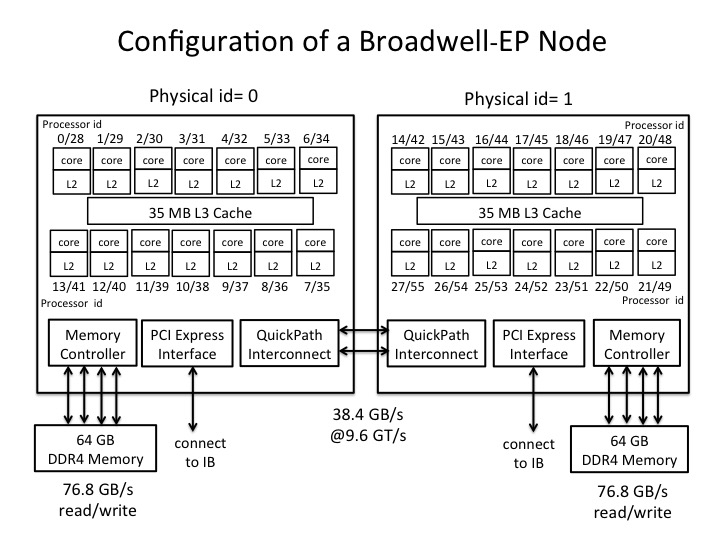 Configuration of a Broadwell-EP Node
Physical id= 0
Processor id
0/28 1/29 2/30 3/31 4/32 5/33 6/34
core core core core core core core
L2 L2 L2 L2 L2 L2 L2
35 MB L3 Cache
core core core core core core core
L2 L2 L2 L2 L2 L2 L2
13/41 12/40 11/39 10/38 9/37 8/36 7/35
Processor id
Memory
Controller
PCI Express
Interface
QuickPath
Interconnect
64 GB
DDR4 Memory
76.8 GB/s
read/write
connect
to IB
38.4 GB/s
@9.6 GT/s
Physical id= 1
Processor id
14/42 15/43 16/44 17/45 18/46 19/47 20/48
core core core core core core core
L2 L2 L2 L2 L2 L2 L2
35 MB L3 Cache
core core core core core core core
L2 L2 L2 L2 L2 L2 L2
27/55 26/54 25/53 24/52 23/51 22/50 21/49
Processor id
QuickPath
Interconnect
PCI Express
Interface
Memory
Controller
connect
to IB
64 GB
DDR4 Memory
76.8 GB/s
read/write